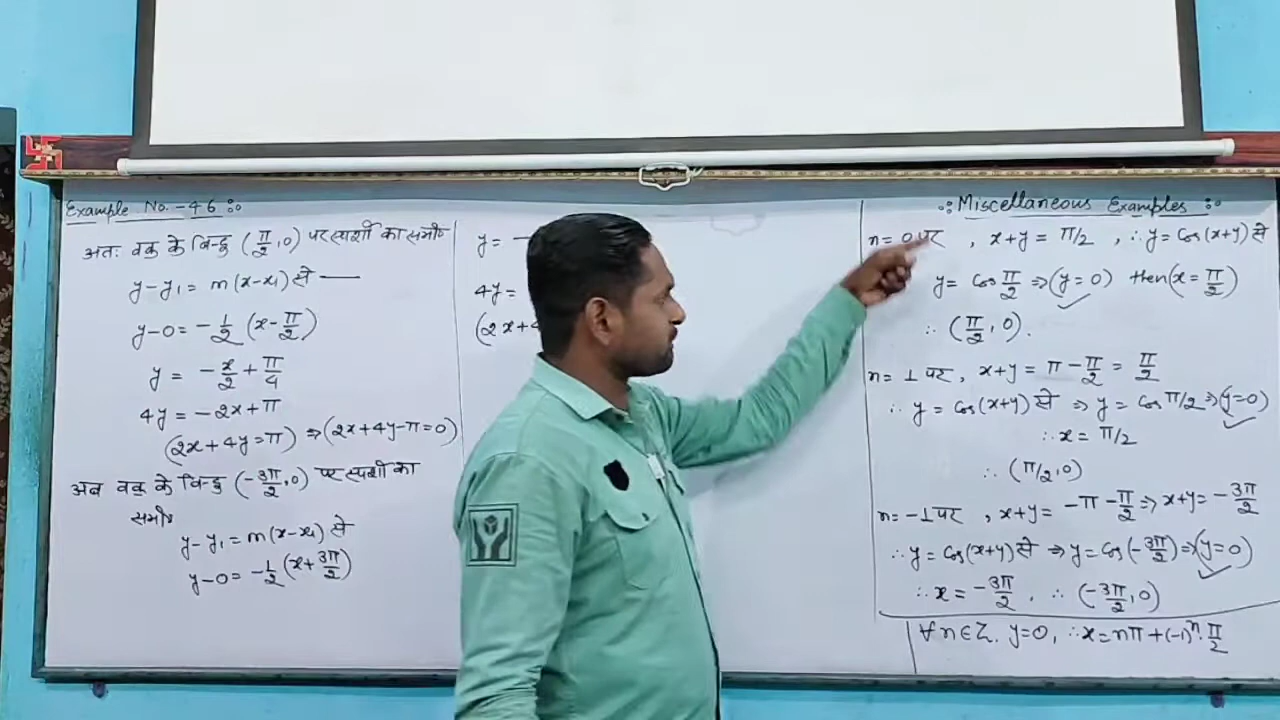 Example No. -46 :
अतः वक्र के बिन्दु (π/2, 0) पर स्पर्शी का समी०
y-y₁ = m(x-x₁) से —
y-0 = -1/2 (x-π/2)
y = -x/2 + π/4
4y = -2x+π
(2x+4y=π) ⇒ (2x+4y-π=0)
अब वक्र के बिन्दु (-3π/2, 0) पर स्पर्शी का
समी०
y-y₁ = m(x-x₁) से
y-0 = -1/2 (x+3π/2)
y = -
4y =
(2x+4
:Miscellaneous Examples :
n=0 पर , x+y = π/2 , ∴ y = Cos(x+y) से
y = Cos π/2 ⇒ (y=0) then (x = π/2)
∴ (π/2, 0).
n = 1 पर , x+y = π - π/2 = π/2
∴ y = Cos(x+y) से ⇒ y = Cos π/2 ⇒ (y=0)
∴ x = π/2
∴ (π/2, 0)
n = -1 पर , x+y = -π - π/2 ⇒ x+y = -3π/2
∴ y = Cos(x+y) से ⇒ y = Cos(-3π/2) ⇒ (y=0)
∴ x = -3π/2 , ∴ (-3π/2, 0)
∀ n∈Z, y=0, ∴ x = nπ + (-1)ⁿ. π/2